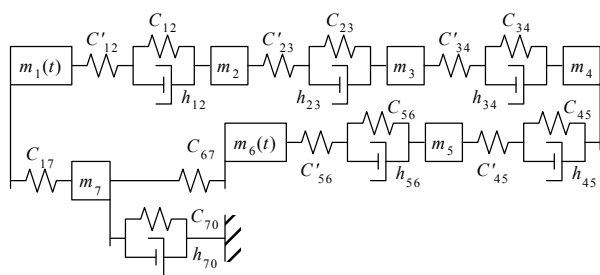 C₁₂ C₂₃ C₃₄
C'₁₂ C'₂₃ C'₃₄
m₁(t) m₂ m₃ m₄
h₁₂ h₂₃ h₃₄
C₅₆ C₄₅
C₁₇ C₆₇ m₆(t) m₅
m₇ C'₅₆ h₅₆ C'₄₅ h₄₅
C₇₀
h₇₀